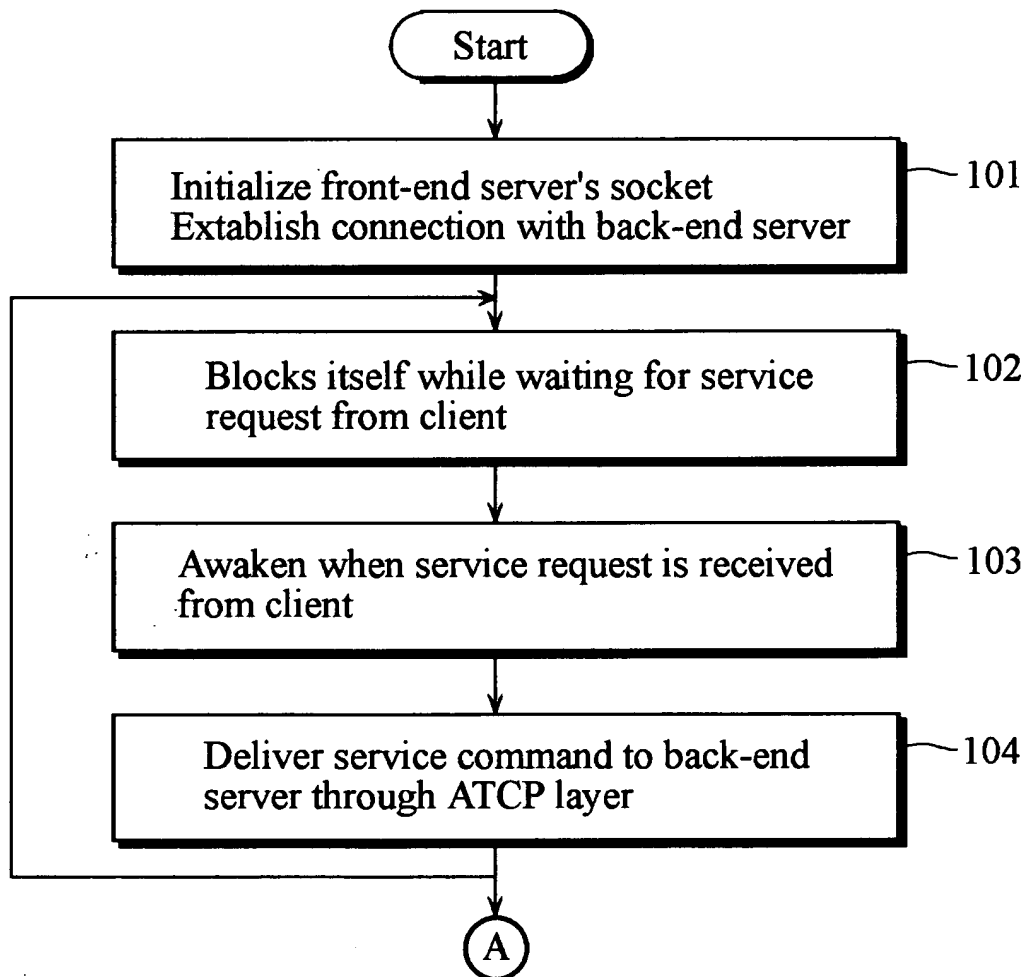 Start
Initialize front-end server's socket
Extablish connection with back-end server
101
Blocks itself while waiting for service
request from client
102
Awaken when service request is received
from client
103
Deliver service command to back-end
server through ATCP layer
104
A